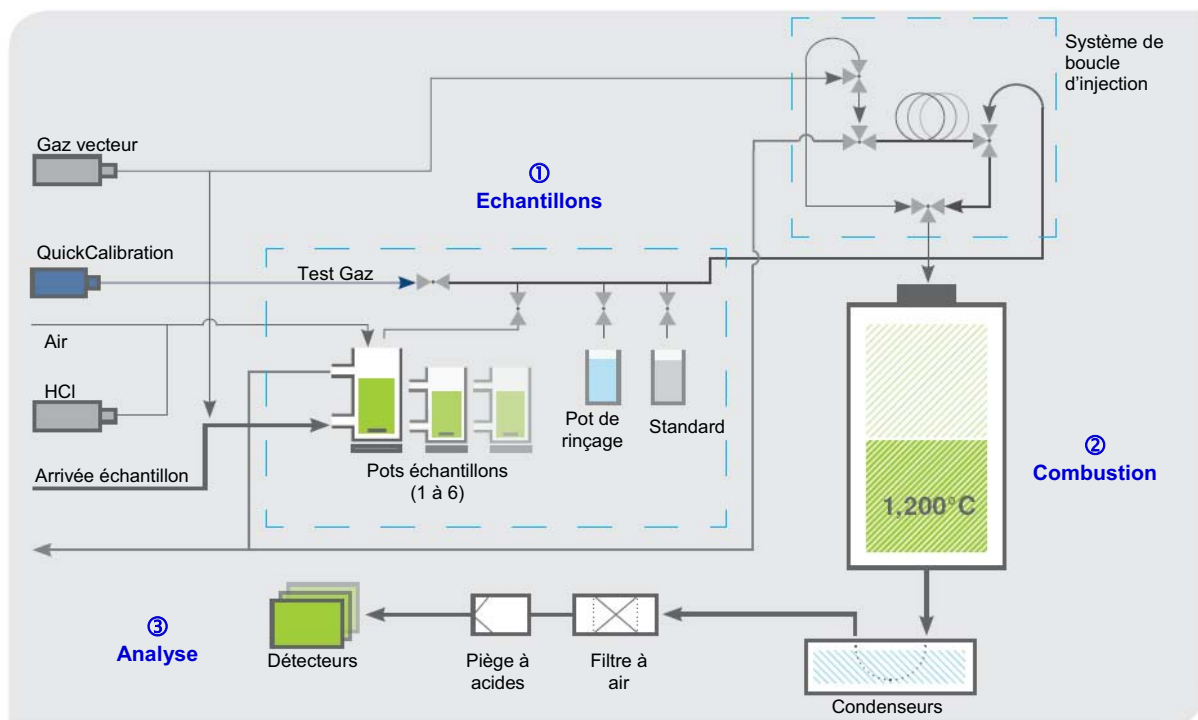 Système de
boucle
d'injection
Gaz vecteur
①
Echantillons
QuickCalibration
Test Gaz
Air
HCl
Pot de
rinçage
Standard
Arrivée échantillon
Pots échantillons
(1 à 6)
②
Combustion
1,200°C
③
Analyse
Détecteurs
Piège à
acides
Filtre à
air
Condenseurs